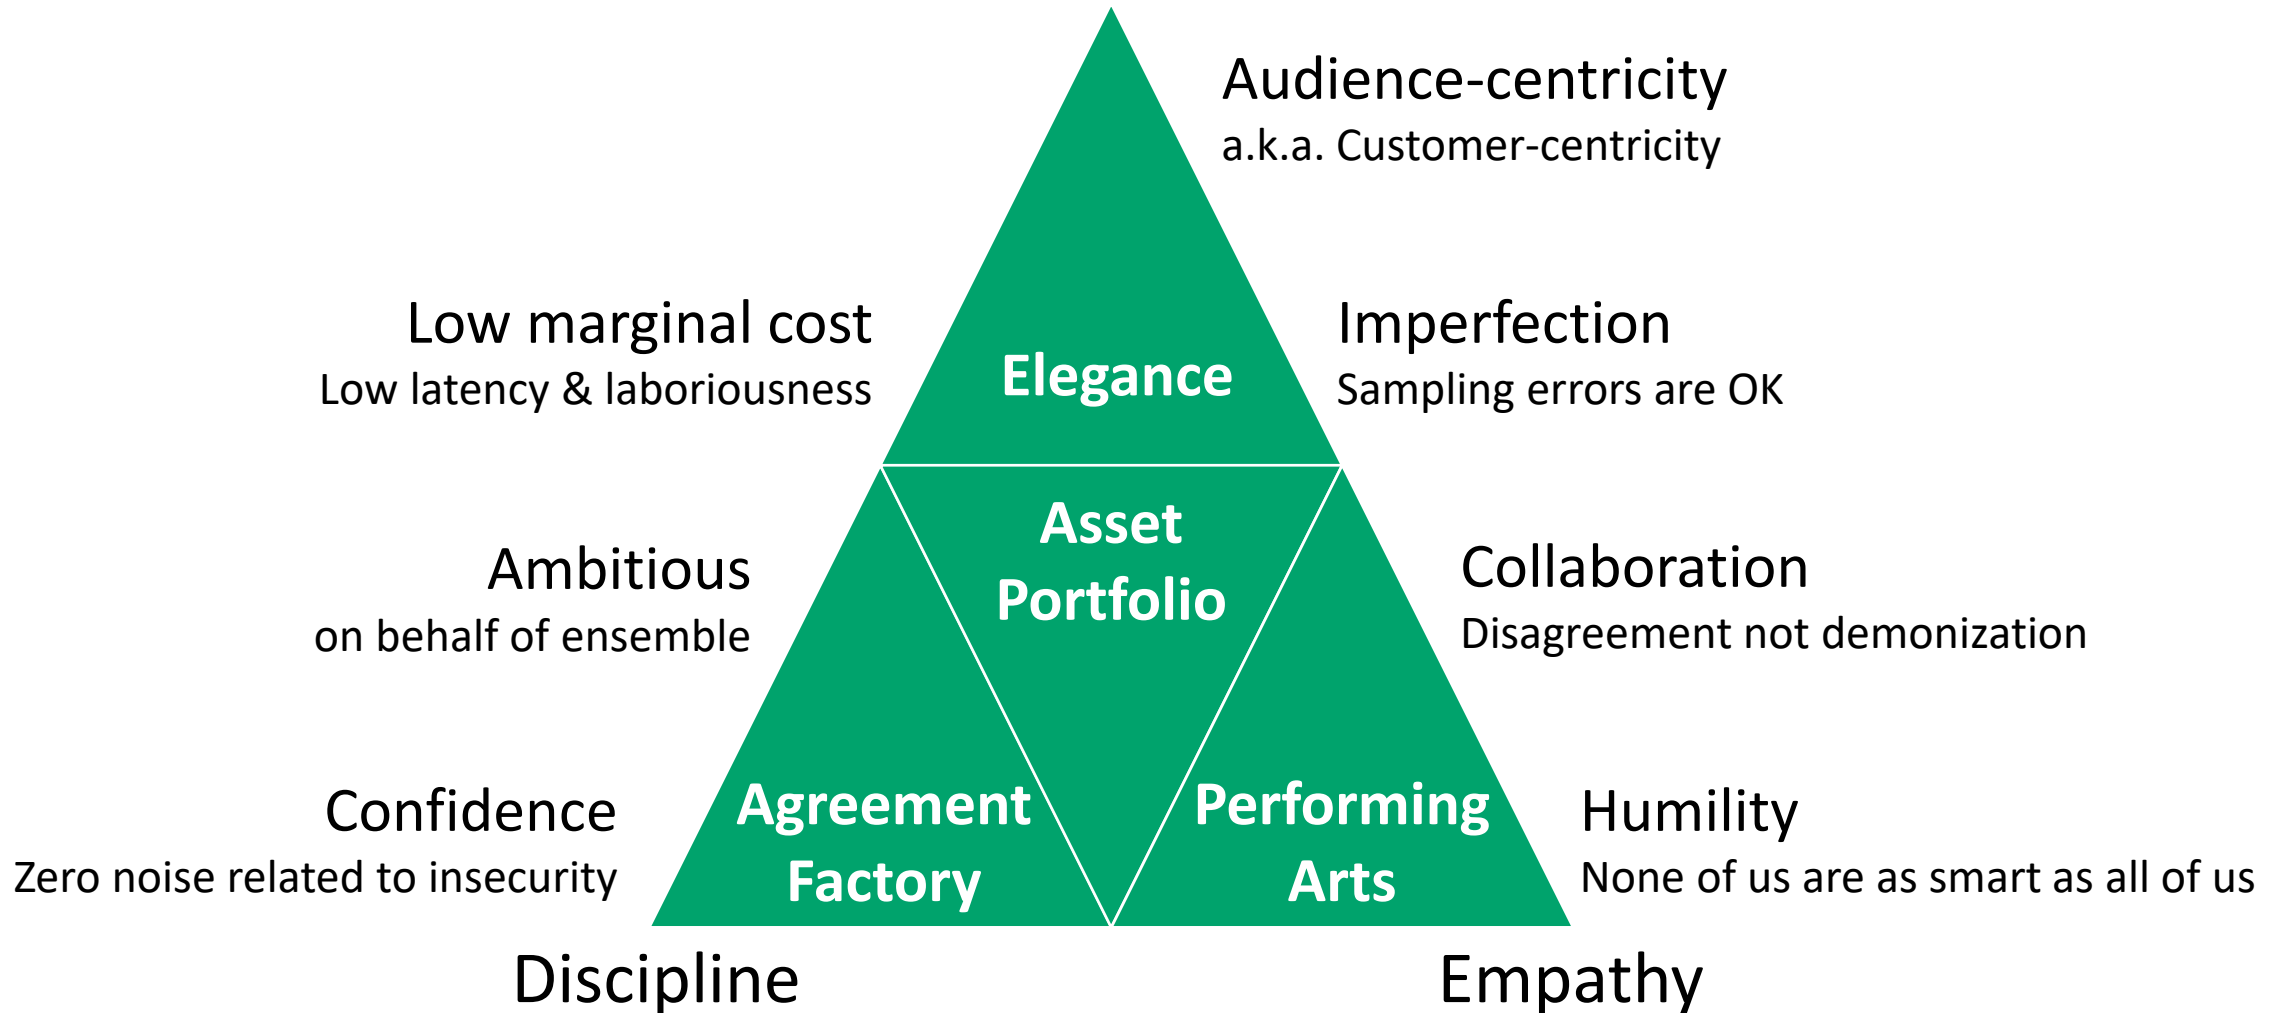 Audience-centricity
a.k.a. Customer-centricity
Low marginal cost
Low latency & laboriousness
Elegance
Imperfection
Sampling errors are OK
Asset
Portfolio
Ambitious
on behalf of ensemble
Collaboration
Disagreement not demonization
Confidence
Zero noise related to insecurity
Agreement
Factory
Performing
Arts
Humility
None of us are as smart as all of us
Discipline
Empathy